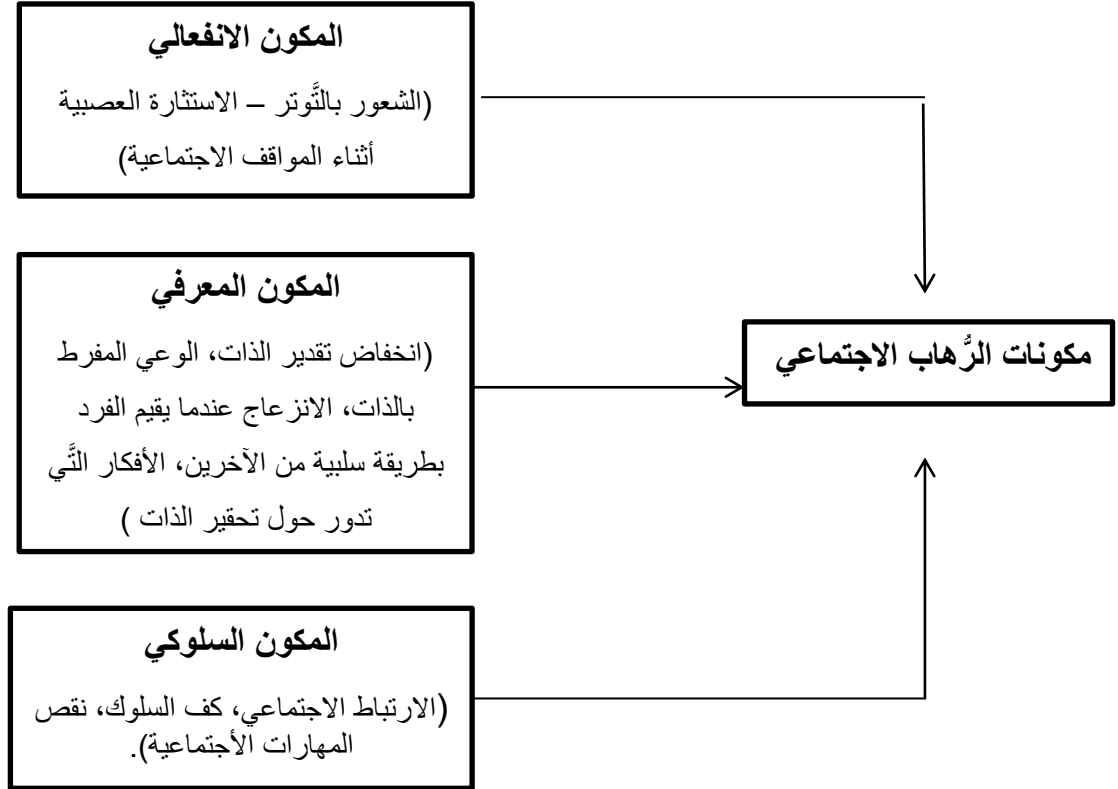 المكون الانفعالي
(الشعور بالتَّوتر – الاستثارة العصبية
أثناء المواقف الاجتماعية)
المكون المعرفي
(انخفاض تقدير الذات، الوعي المفرط
بالذات، الانزعاج عندما يقيم الفرد
بطريقة سلبية من الآخرين، الأفكار التَّي
تدور حول تحقير الذات )
مكونات الرُّهاب الاجتماعي
المكون السلوكي
(الارتباط الاجتماعي، كف السلوك، نقص
المهارات الأجتماعية).